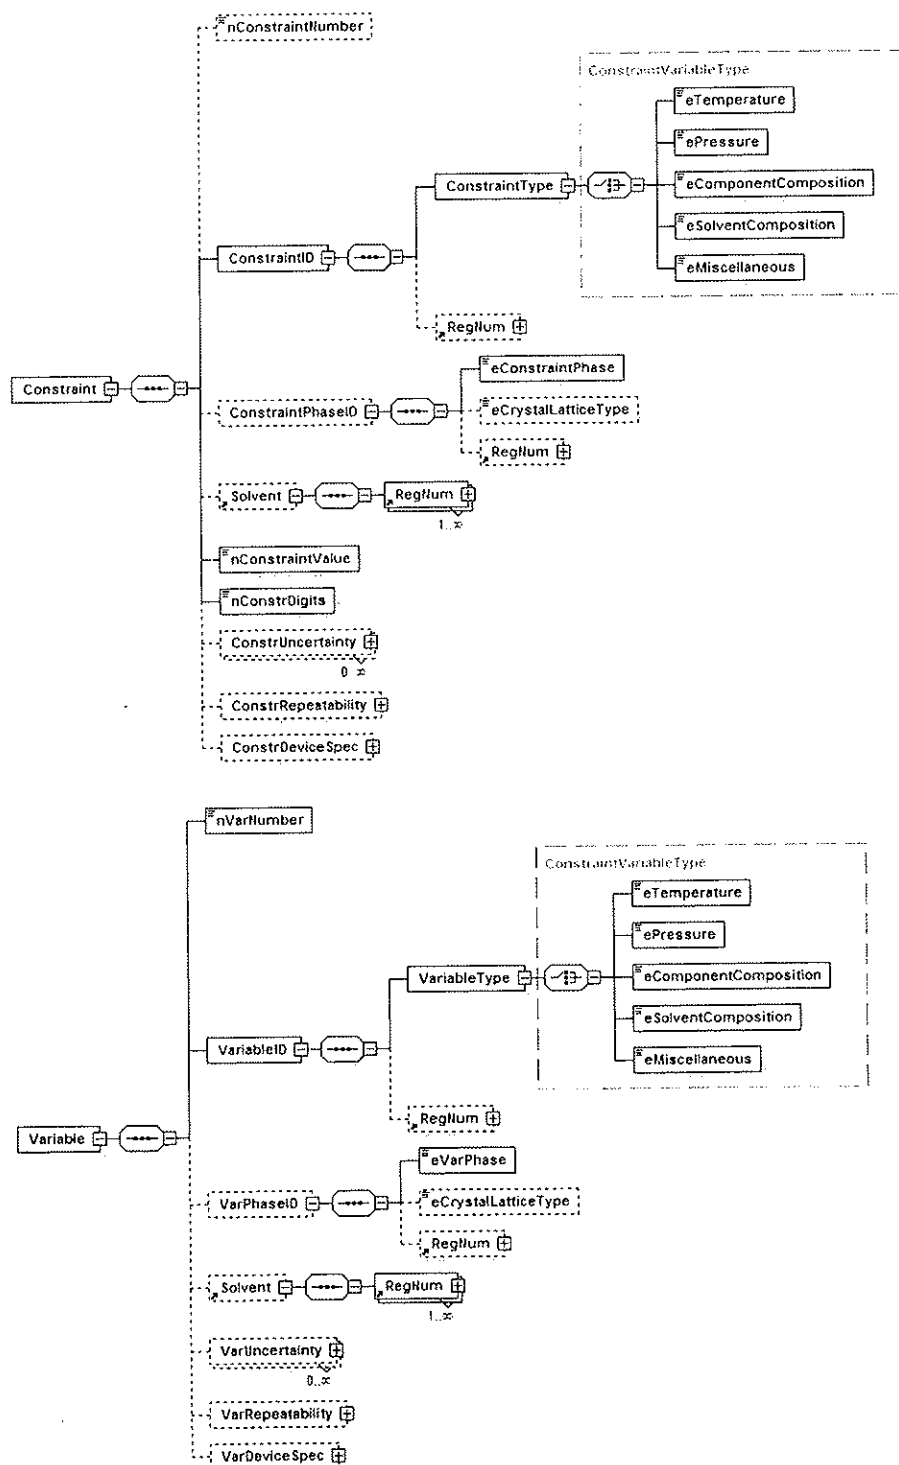 nConstraintNumber
ConstraintVariableType
eTemperature
ePressure
ConstraintType
eComponentComposition
eSolventComposition
ConstraintID
eMiscellaneous
RegNum
eConstraintPhase
Constraint
ConstraintPhaseID
eCrystalLatticeType
RegNum
Solvent
RegNum
1..∞
nConstraintValue
nConstrDigits
ConstrUncertainty
0 ∞
ConstrRepeatability
ConstrDeviceSpec
nVarNumber
ConstraintVariableType
eTemperature
ePressure
VariableType
eComponentComposition
eSolventComposition
VariableID
eMiscellaneous
RegNum
Variable
eVarPhase
VarPhaseID
eCrystalLatticeType
RegNum
Solvent
RegNum
1..∞
VarUncertainty
0..∞
VarRepeatability
VarDeviceSpec